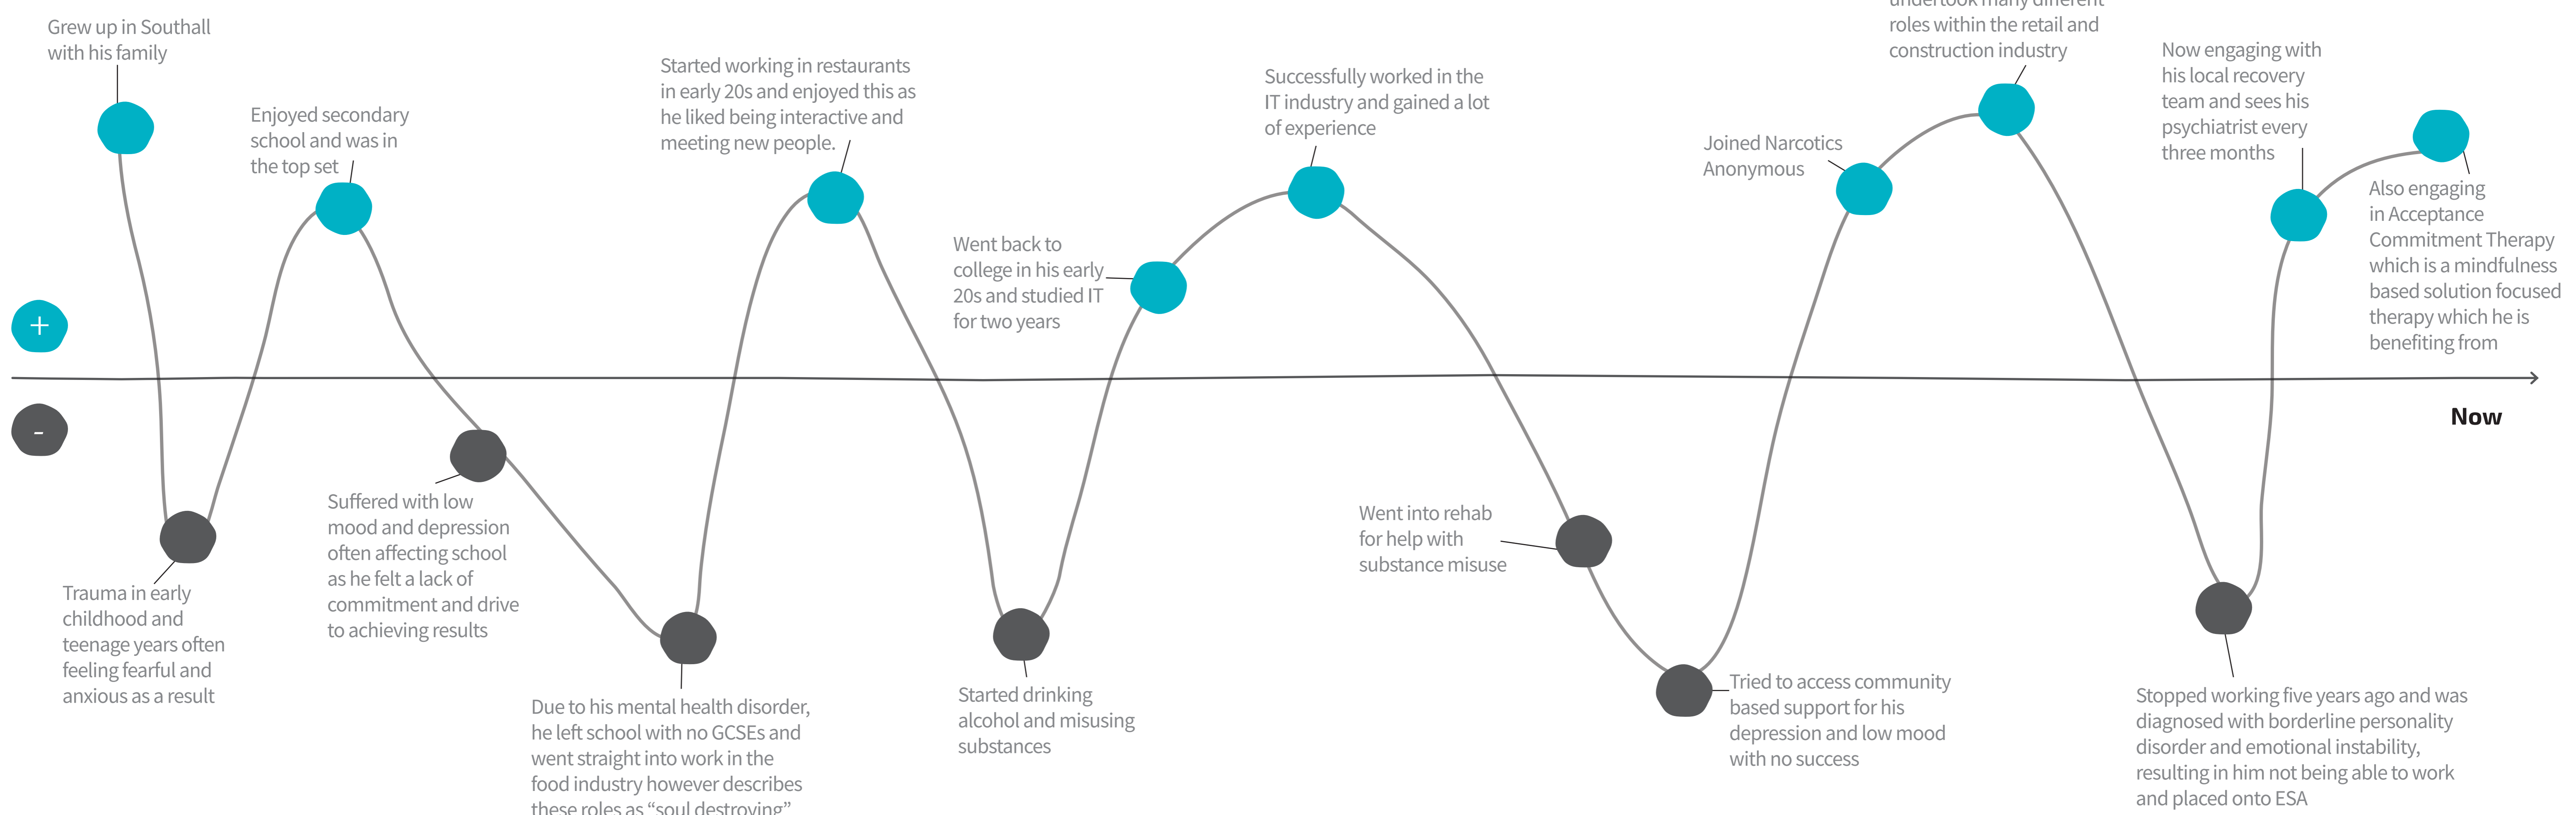 Grew up in Southall
with his family
Trauma in early
childhood and
teenage years often
feeling fearful and
anxious as a result
Enjoyed secondary
school and was in
the top set
Suffered with low
mood and depression
often affecting school
as he felt a lack of
commitment and drive
to achieving results
Due to his mental health disorder,
he left school with no GCSEs and
went straight into work in the
food industry however describes
these roles as “soul destroying”
Started working in restaurants
in early 20s and enjoyed this as
he liked being interactive and
meeting new people.
Started drinking
alcohol and misusing
substances
Went back to
college in his early
20s and studied IT
for two years
Successfully worked in the
IT industry and gained a lot
of experience
Went into rehab
for help with
substance misuse
Tried to access community
based support for his
depression and low mood
with no success
Joined Narcotics
Anonymous
undertook many different
roles within the retail and
construction industry
Stopped working five years ago and was
diagnosed with borderline personality
disorder and emotional instability,
resulting in him not being able to work
and placed onto ESA
Now engaging with
his local recovery
team and sees his
psychiatrist every
three months
Also engaging
in Acceptance
Commitment Therapy
which is a mindfulness
based solution focused
therapy which he is
benefiting from
+
-
Now